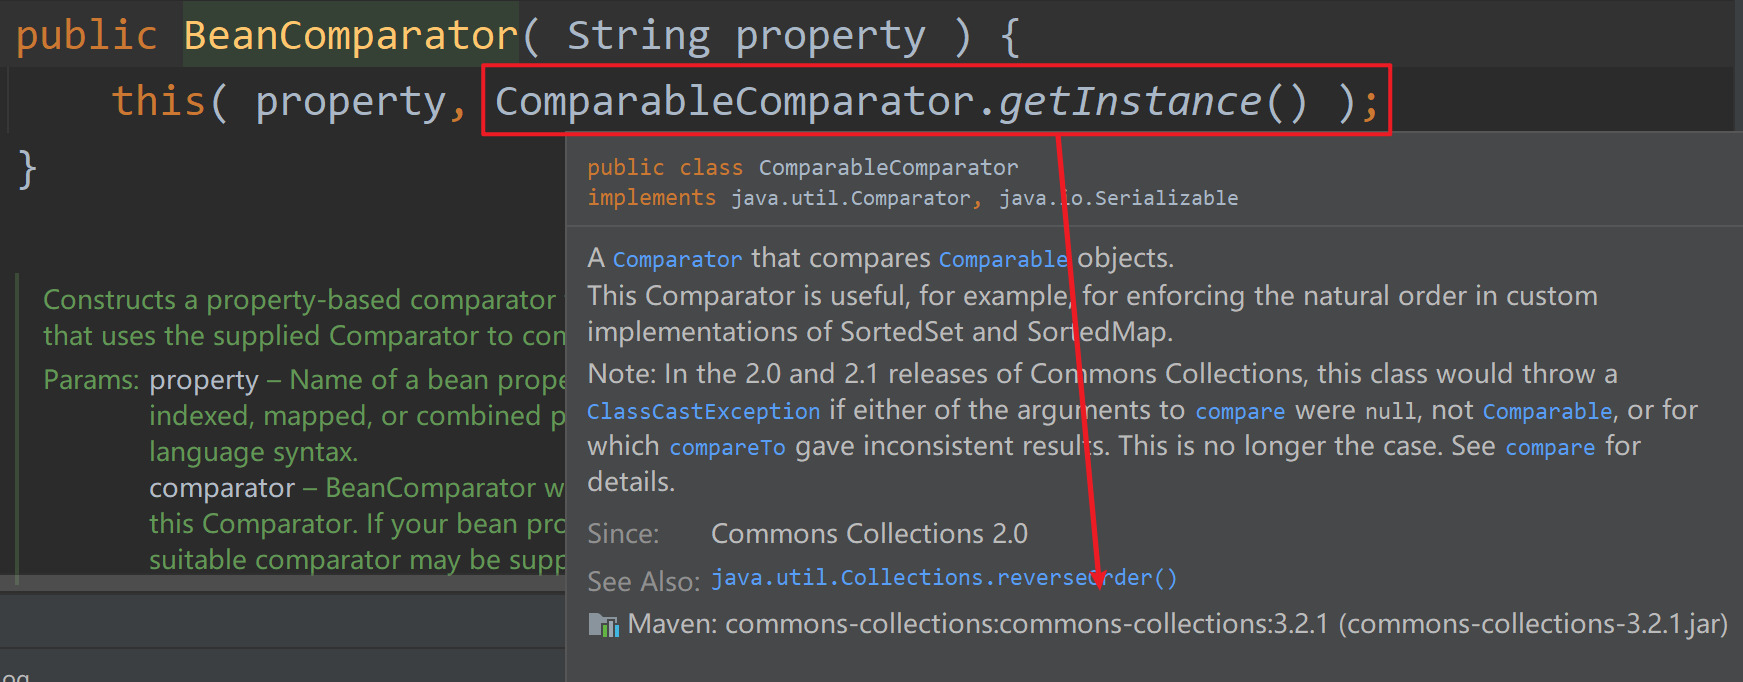 public BeanComparator( String property ) {
this( property, ComparableComparator.getInstance() );
}
public class ComparableComparator
implements java.util.Comparator, java.io.Serializable
A Comparator that compares Comparable objects.
This Comparator is useful, for example, for enforcing the natural order in custom
implementations of SortedSet and SortedMap.
Note: In the 2.0 and 2.1 releases of Commons Collections, this class would throw a
ClassCastException if either of the arguments to compare were null, not Comparable, or for
which compareTo gave inconsistent results. This is no longer the case. See compare for
details.
Since: Commons Collections 2.0
See Also: java.util.Collections.reverseOrder()
Maven: commons-collections:commons-collections:3.2.1 (commons-collections-3.2.1.jar)
Constructs a property-based comparator
that uses the supplied Comparator to
Params: property – Name of a bean
indexed, mapped, or combined
language syntax.
comparator – BeanComparator
this Comparator. If your bean
suitable comparator may be